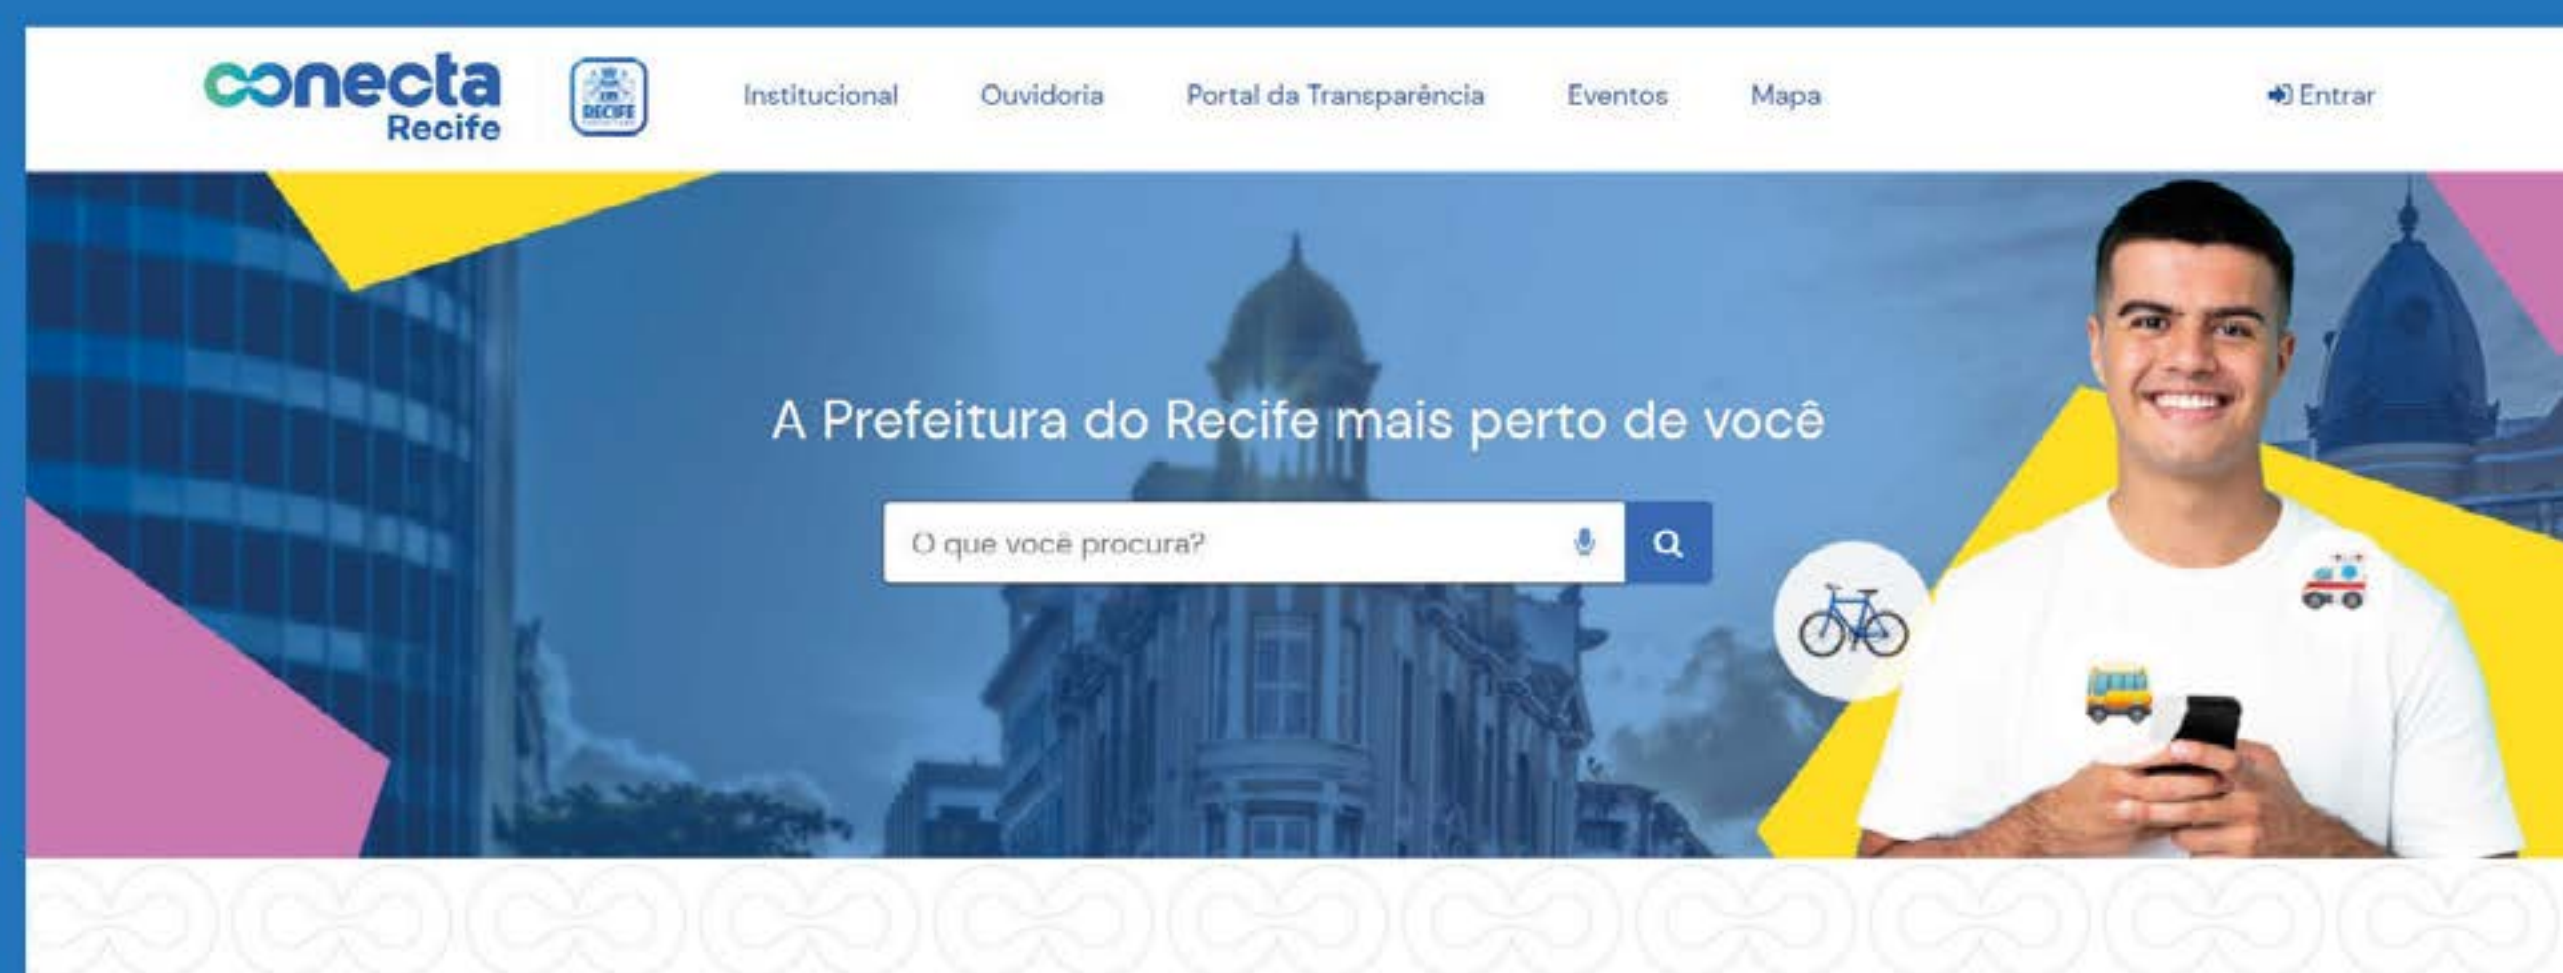 conecta
Recife
RECIFE
Institucional
Ouvidoria
Portal da Transparência
Eventos
Mapa
Entrar
A Prefeitura do Recife mais perto de você
O que você procura?